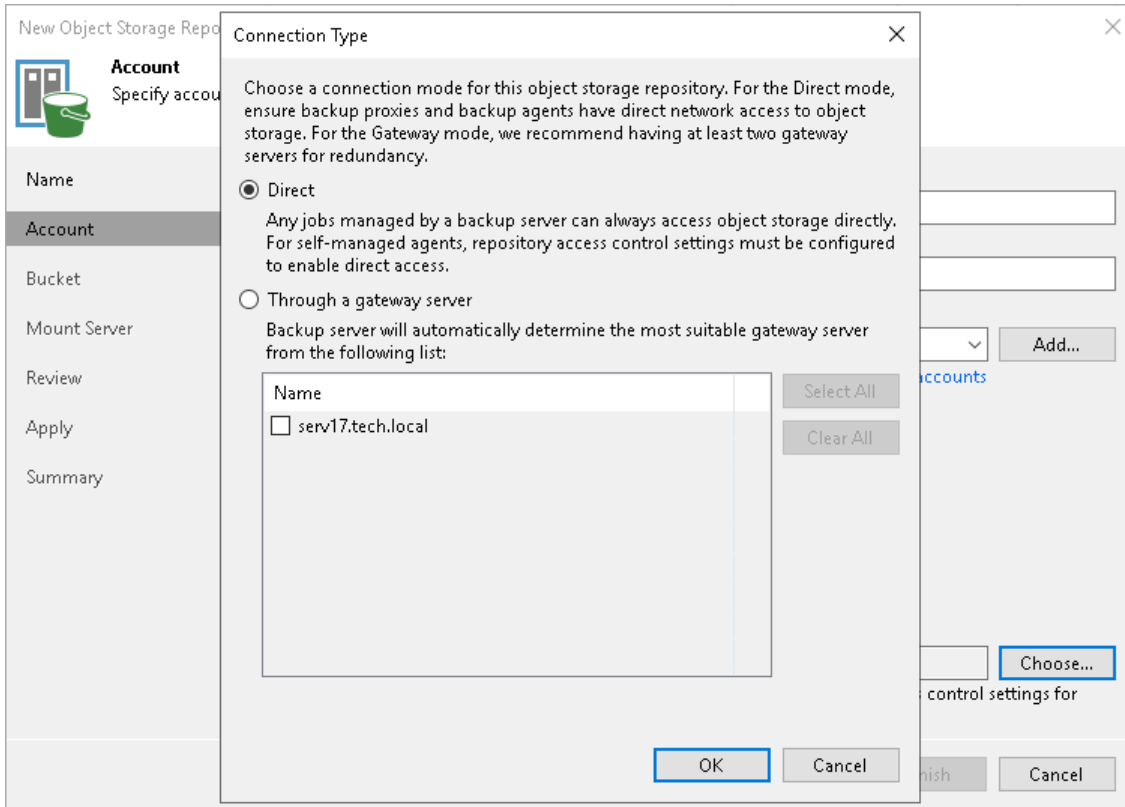 New Object Storage Repo
Account
Specify accou
Name
Account
Bucket
Mount Server
Review
Apply
Summary
Connection Type
Choose a connection mode for this object storage repository. For the Direct mode,
ensure backup proxies and backup agents have direct network access to object
storage. For the Gateway mode, we recommend having at least two gateway
servers for redundancy.
Direct
Any jobs managed by a backup server can always access object storage directly.
For self-managed agents, repository access control settings must be configured
to enable direct access.
Through a gateway server
Backup server will automatically determine the most suitable gateway server
from the following list:
Name
serv17.tech.local
Select All
Clear All
OK
Cancel
Add...
accounts
Choose...
control settings for
nish
Cancel